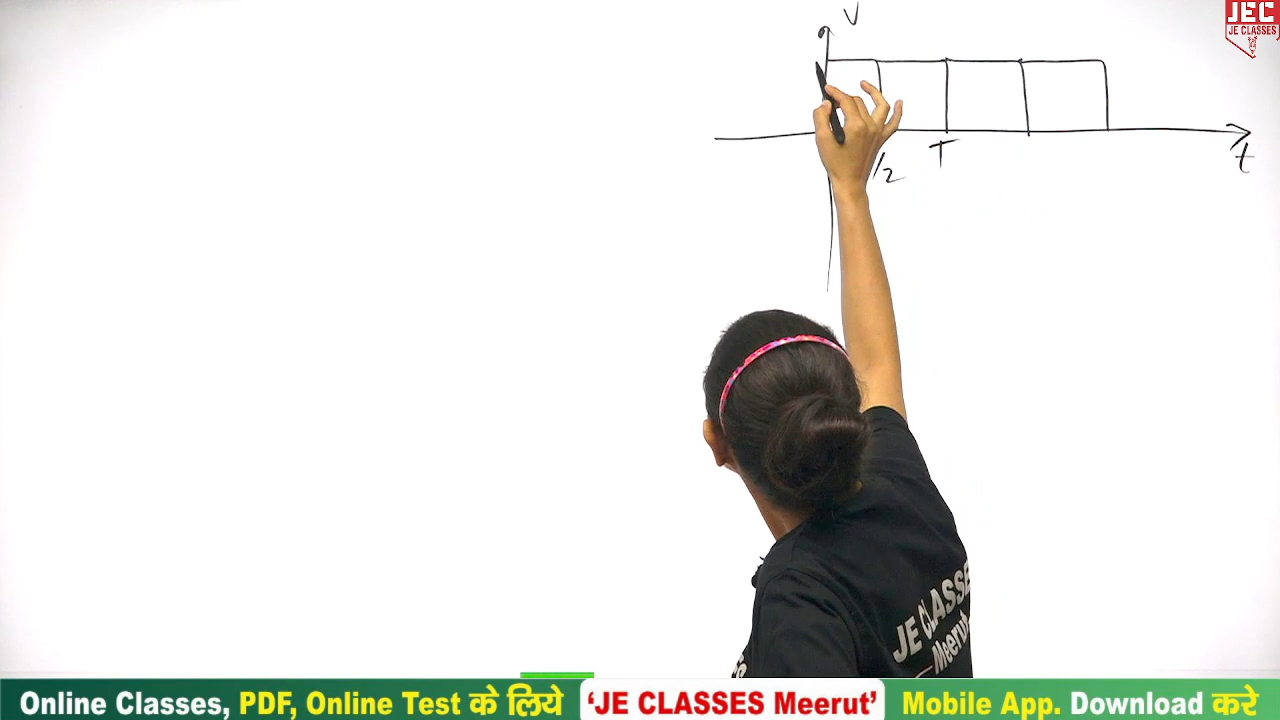 V
JEC
JE CLASSES
/2
T
t
JE CLASSES
Meerut
Online Classes, PDF, Online Test के लिये 'JE CLASSES Meerut' Mobile App. Download करे